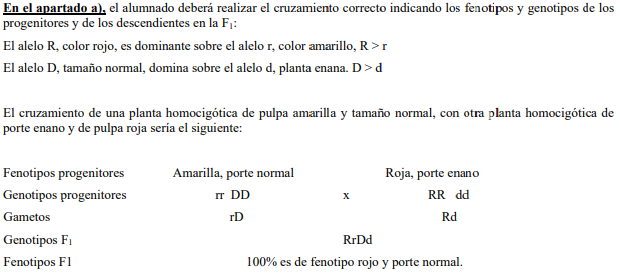 En el apartado a), el alumnado deberá realizar el cruzamiento correcto indicando los fenotipos y genotipos de los
progenitores y de los descendientes en la F₁:
El alelo R, color rojo, es dominante sobre el alelo r, color amarillo, R > r
El alelo D, tamaño normal, domina sobre el alelo d, planta enana. D > d
El cruzamiento de una planta homocigótica de pulpa amarilla y tamaño normal, con otra planta homocigótica de
porte enano y de pulpa roja sería el siguiente:
Fenotipos progenitores Amarilla, porte normal Roja, porte enano
Genotipos progenitores rr DD x RR dd
Gametos rD Rd
Genotipos F₁ RrDd
Fenotipos F1 100% es de fenotipo rojo y porte normal.